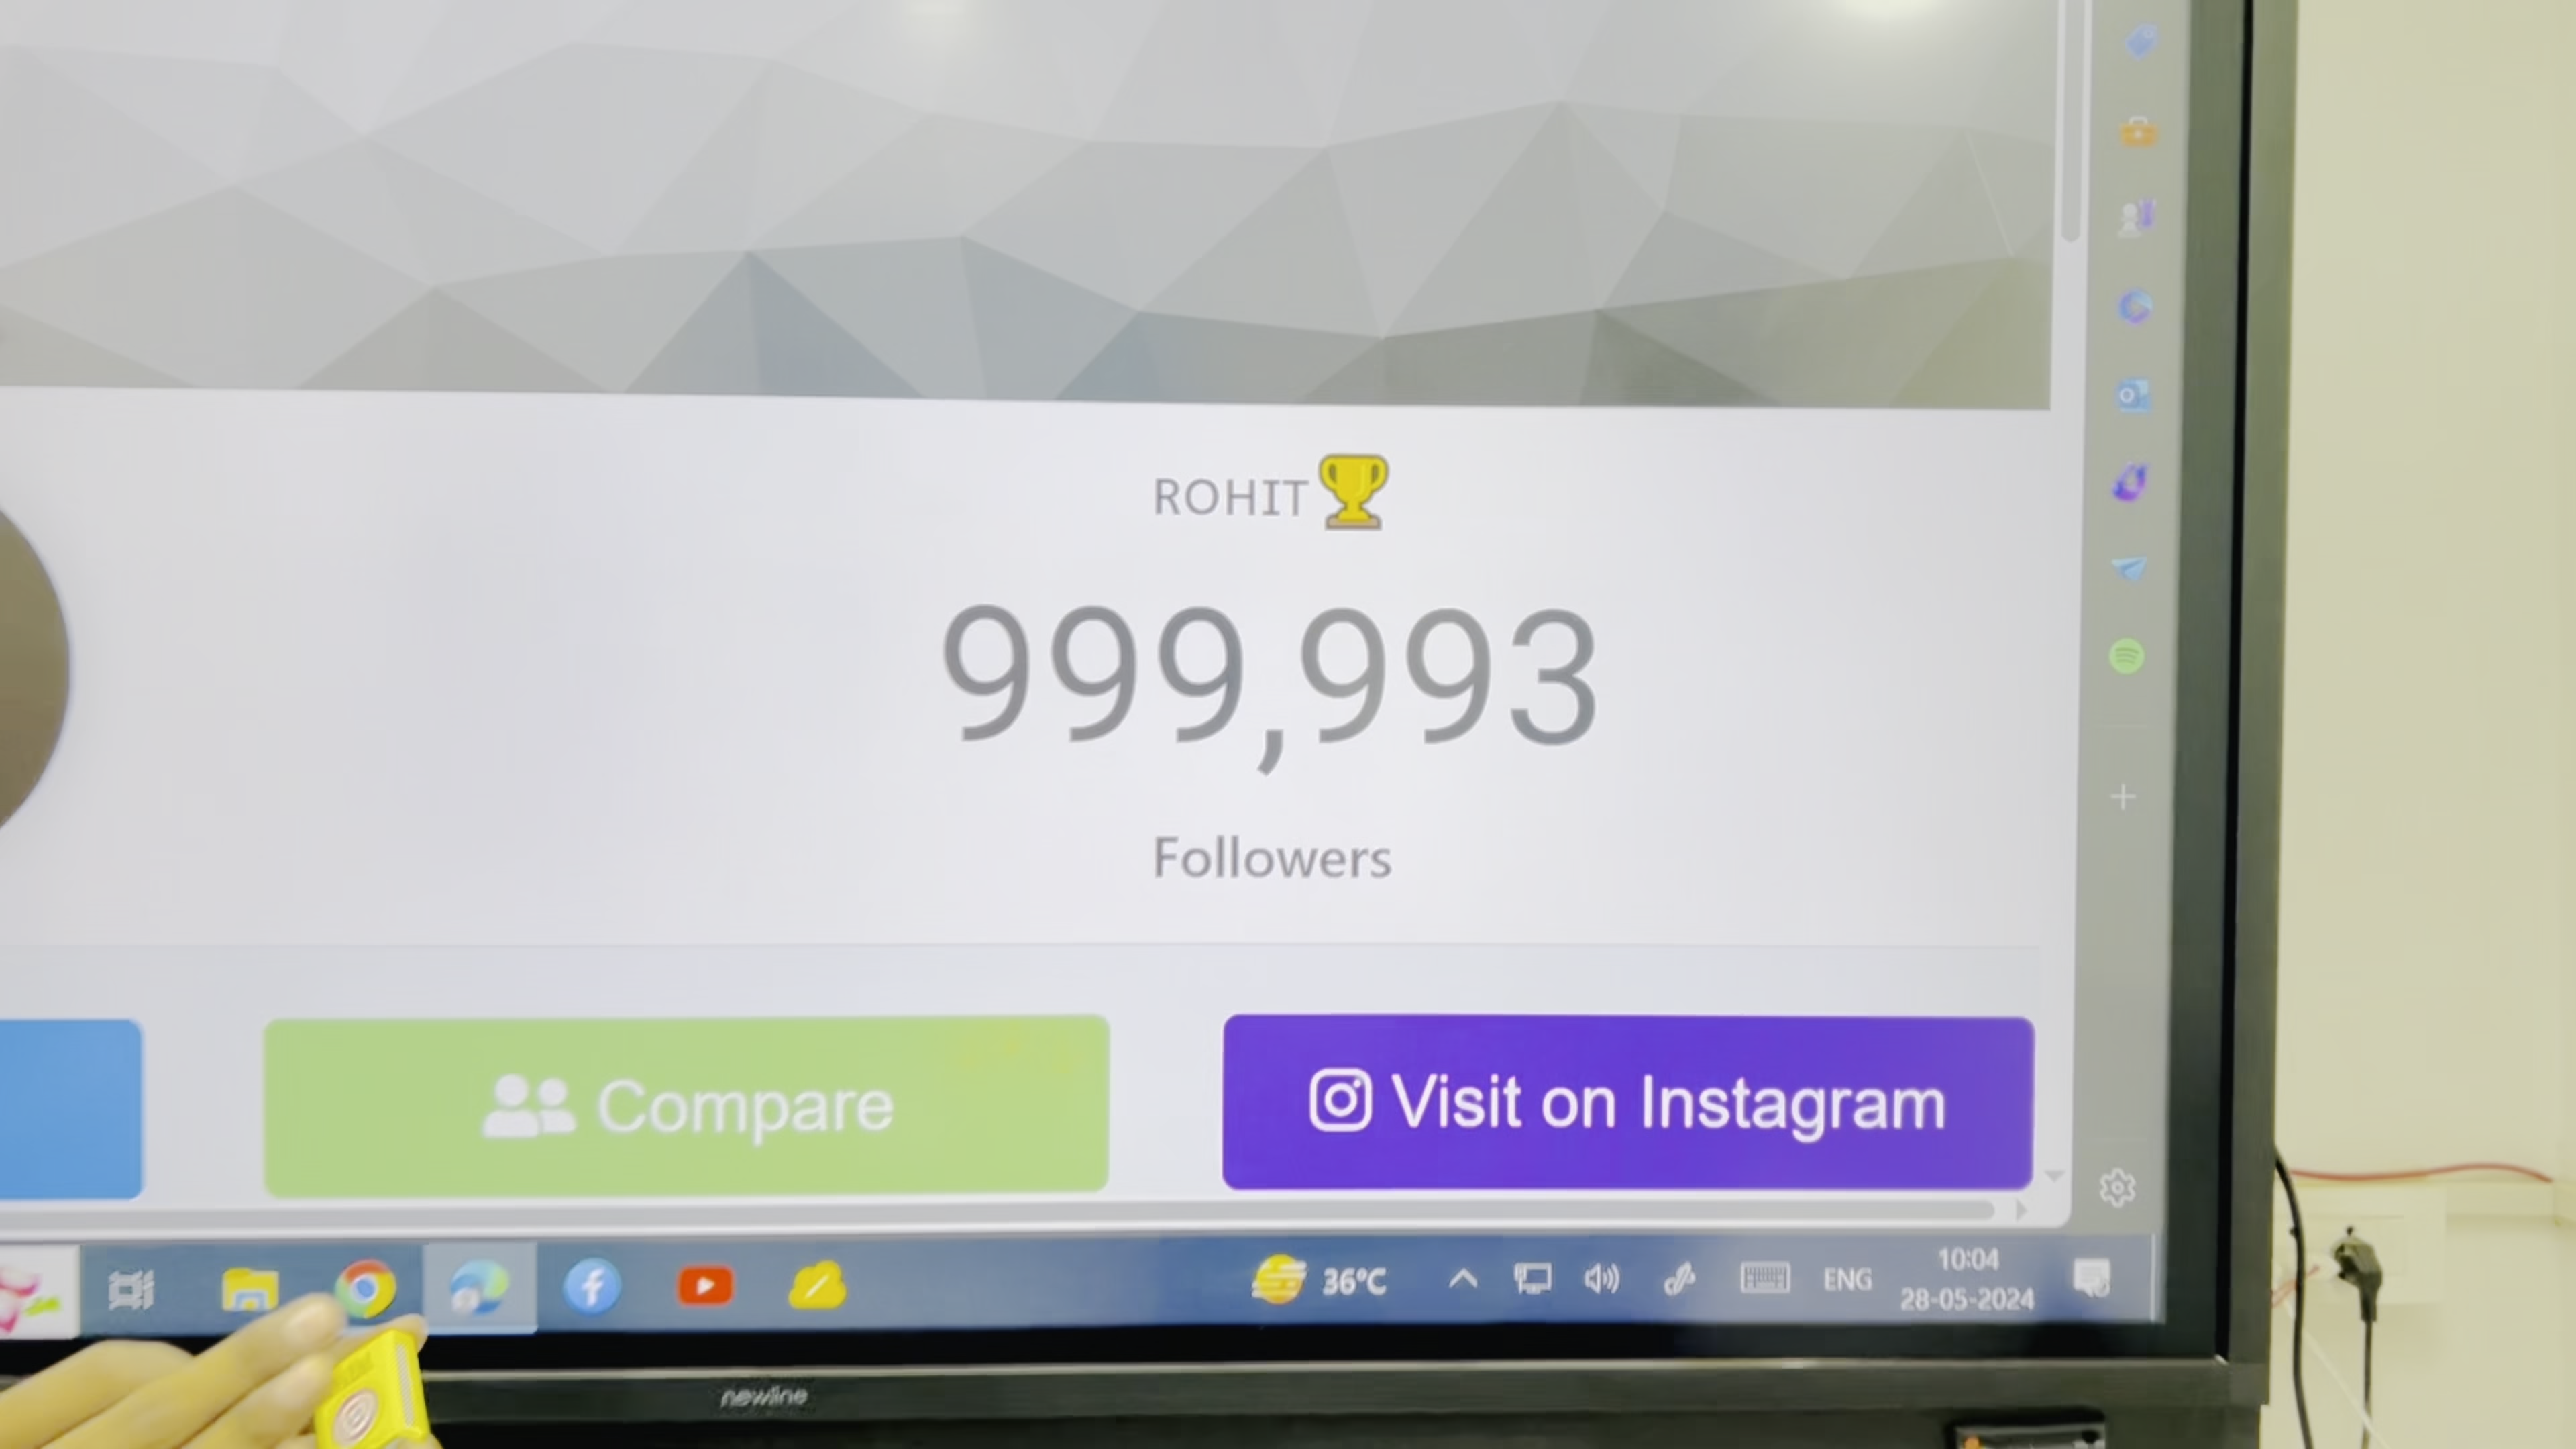 ROHIT🏆
999,993
Followers
Compare
Visit on Instagram
36°C
ENG
10:04
28-05-2024
newline